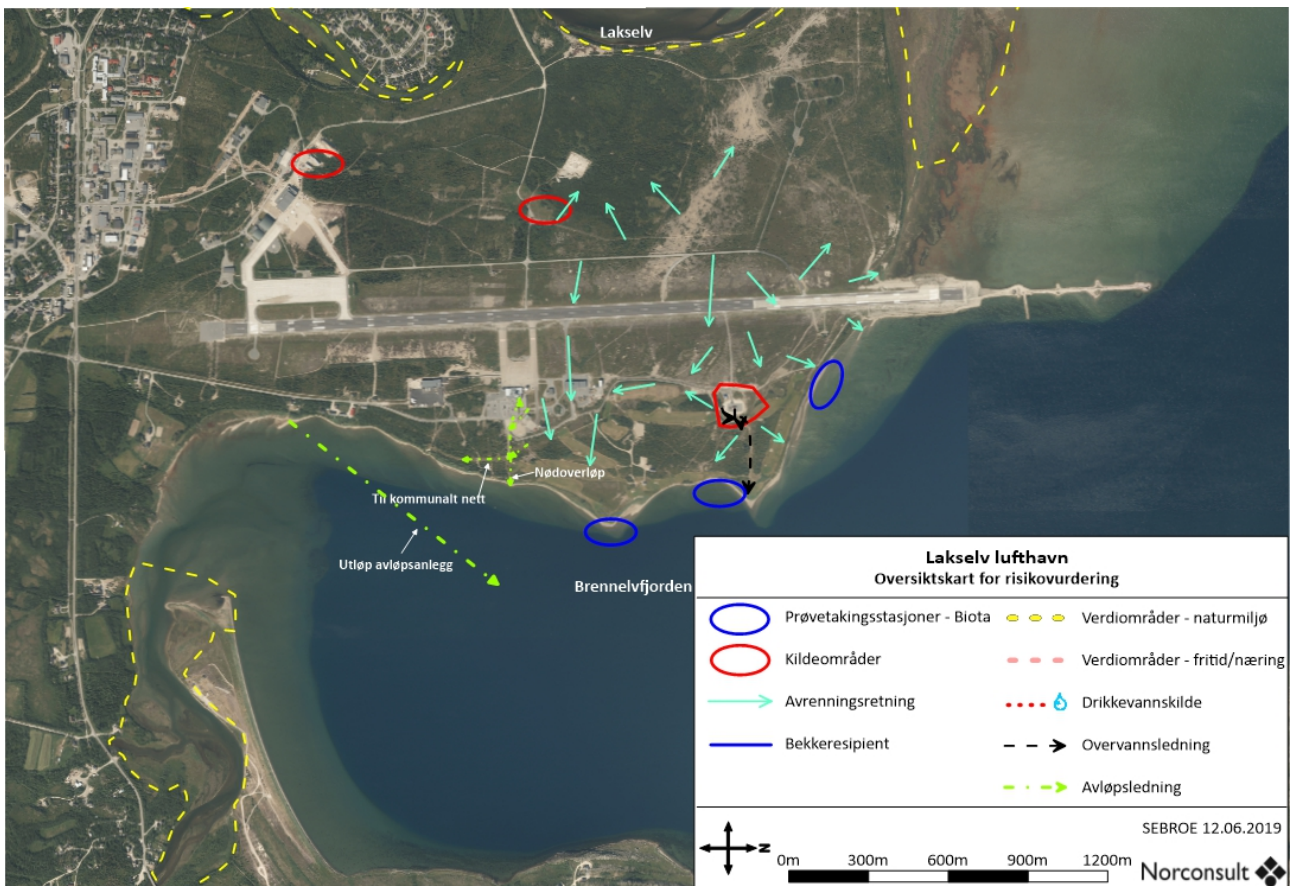 Lakselv
Nødoverløp
Til kommunalt nett
Utløp avløpsanlegg
Brennelvfjorden
Lakselv lufthavn
Oversiktskart for risikovurdering
Prøvetakingsstasjoner - Biota
Verdiområder - naturmiljø
Kildeområder
Verdiområder - fritid/næring
Avrenningsretning
Drikkevannskilde
Bekkeresipient
Overvannsledning
Avløpsledning
SEBROE 12.06.2019
N
0m 300m 600m 900m 1200m
Norconsult